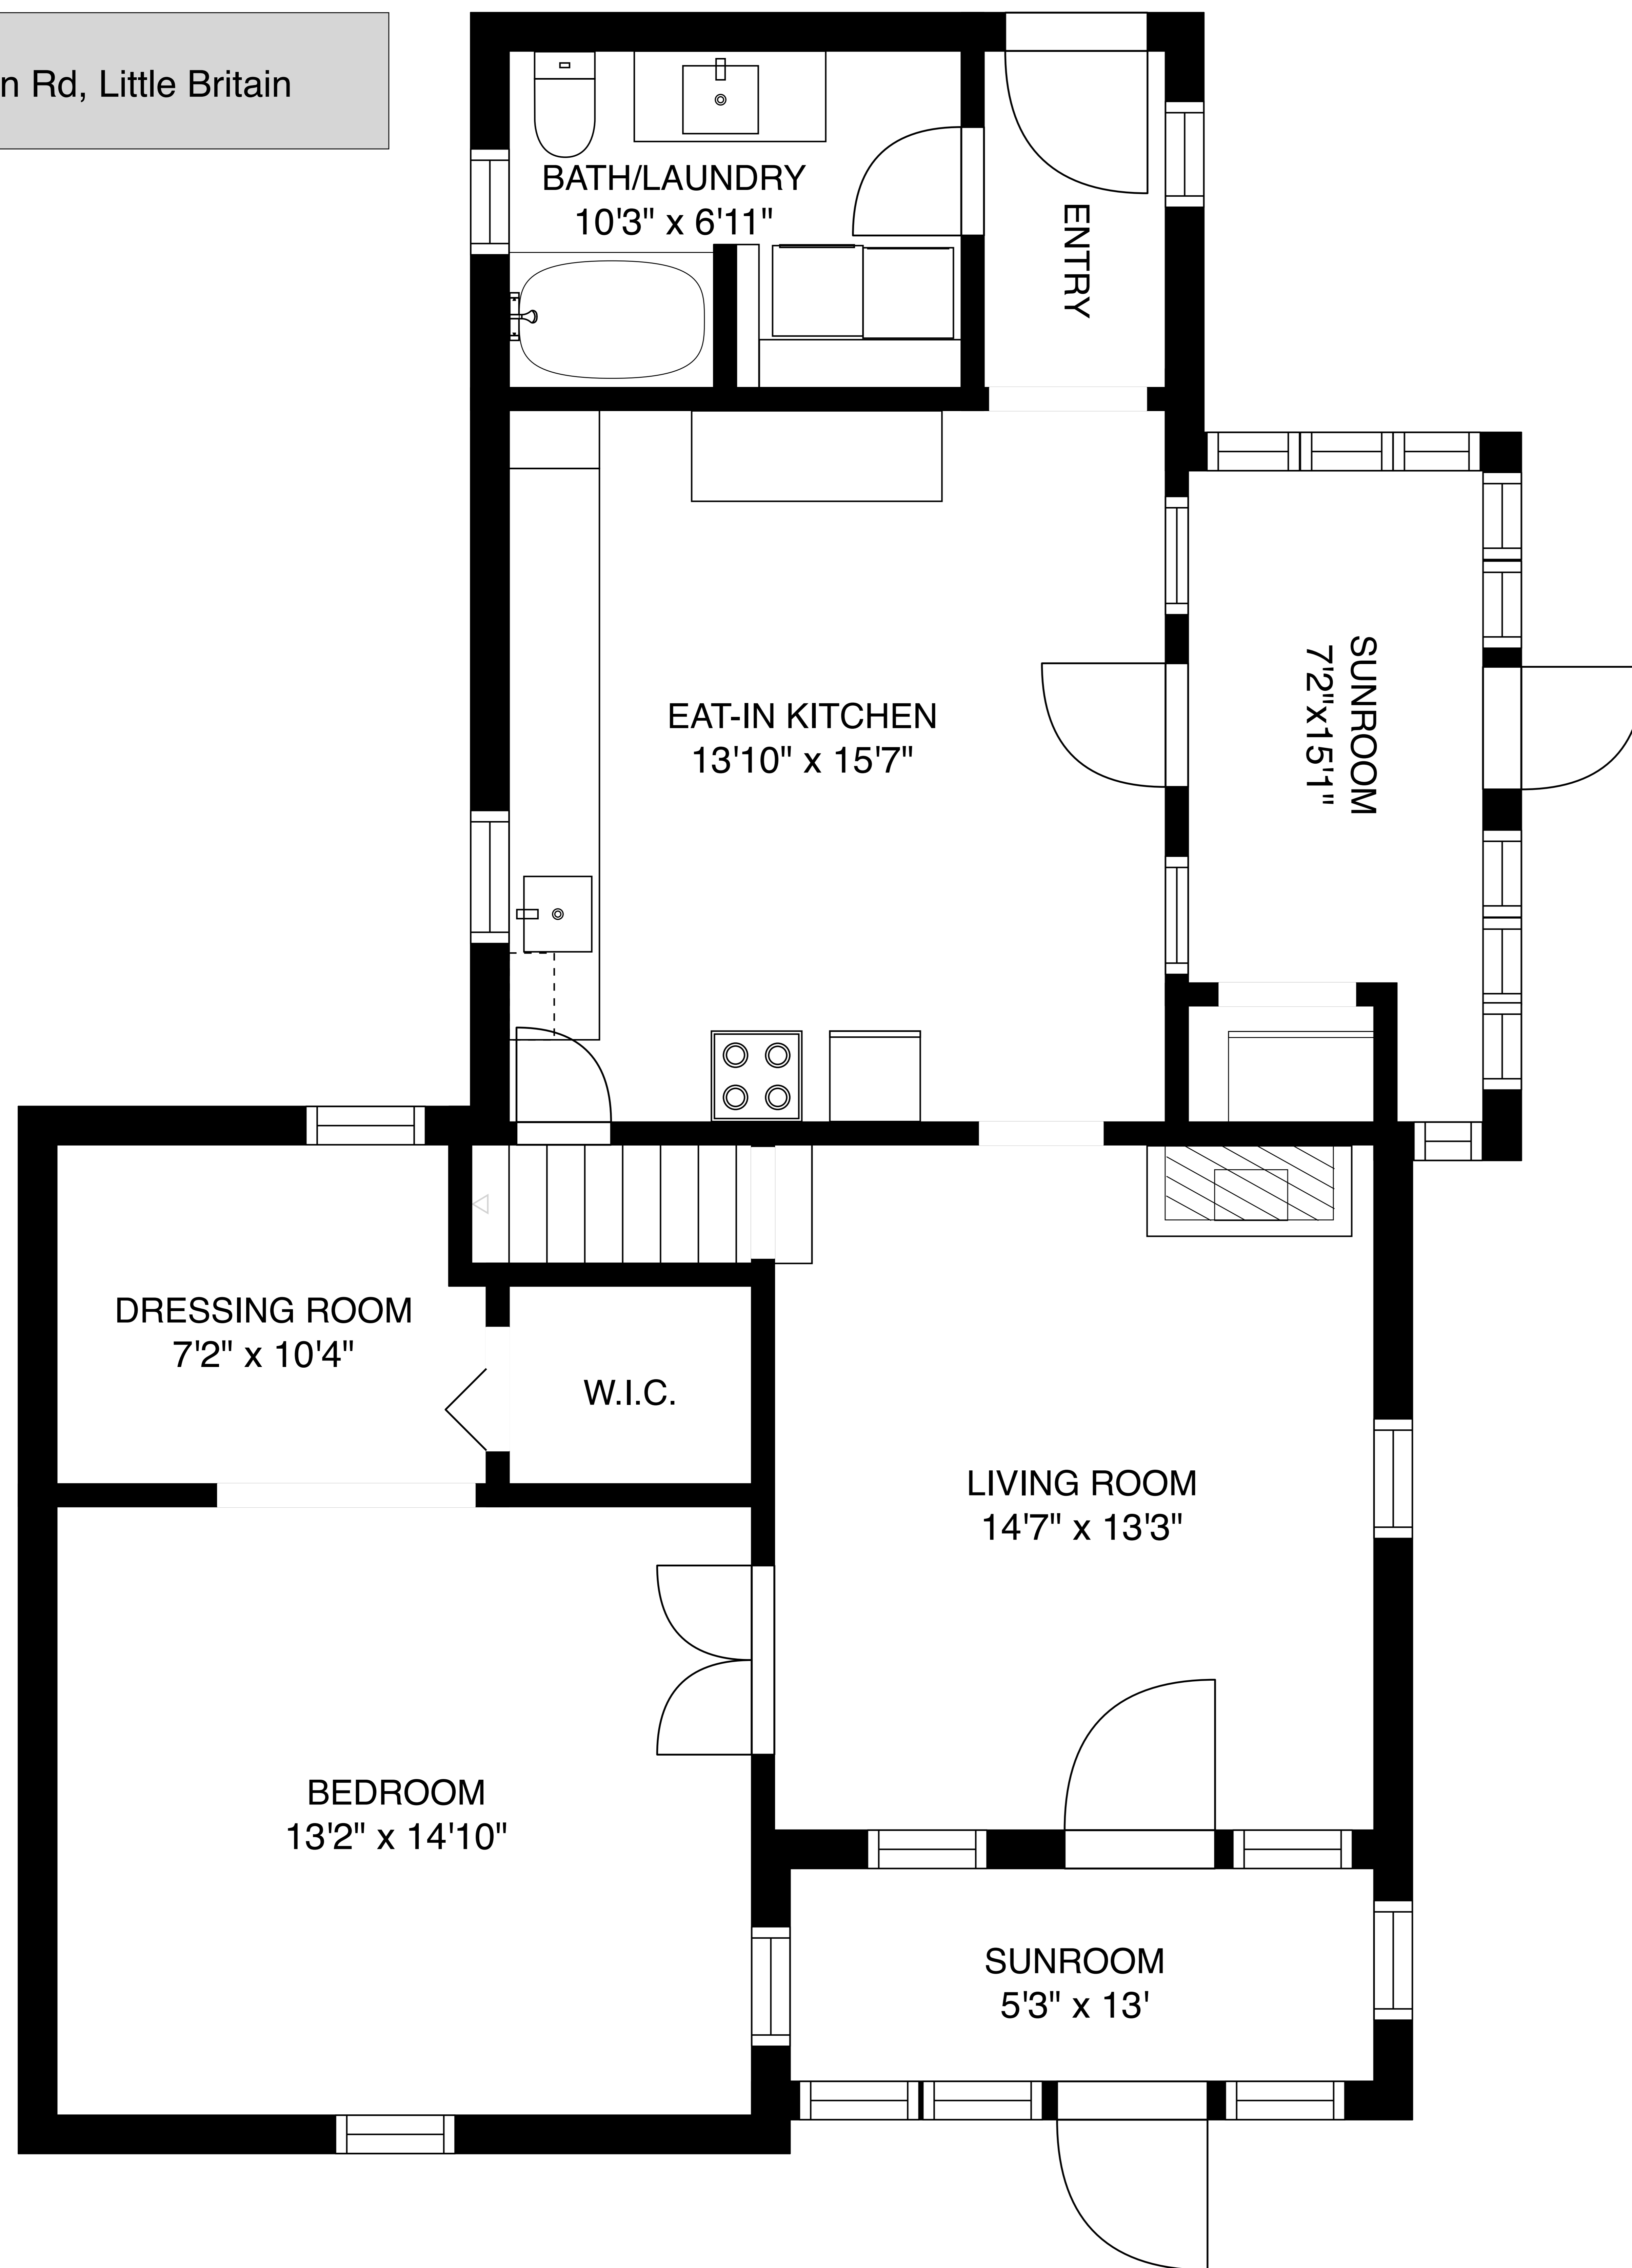 n Rd, Little Britain
BATH/LAUNDRY
10'3" x 6'11"
ENTRY
EAT-IN KITCHEN
13'10" x 15'7"
SUNROOM
7'2"x15'1"
DRESSING ROOM
7'2" x 10'4"
W.I.C.
LIVING ROOM
14'7" x 13'3"
BEDROOM
13'2" x 14'10"
SUNROOM
5'3" x 13'